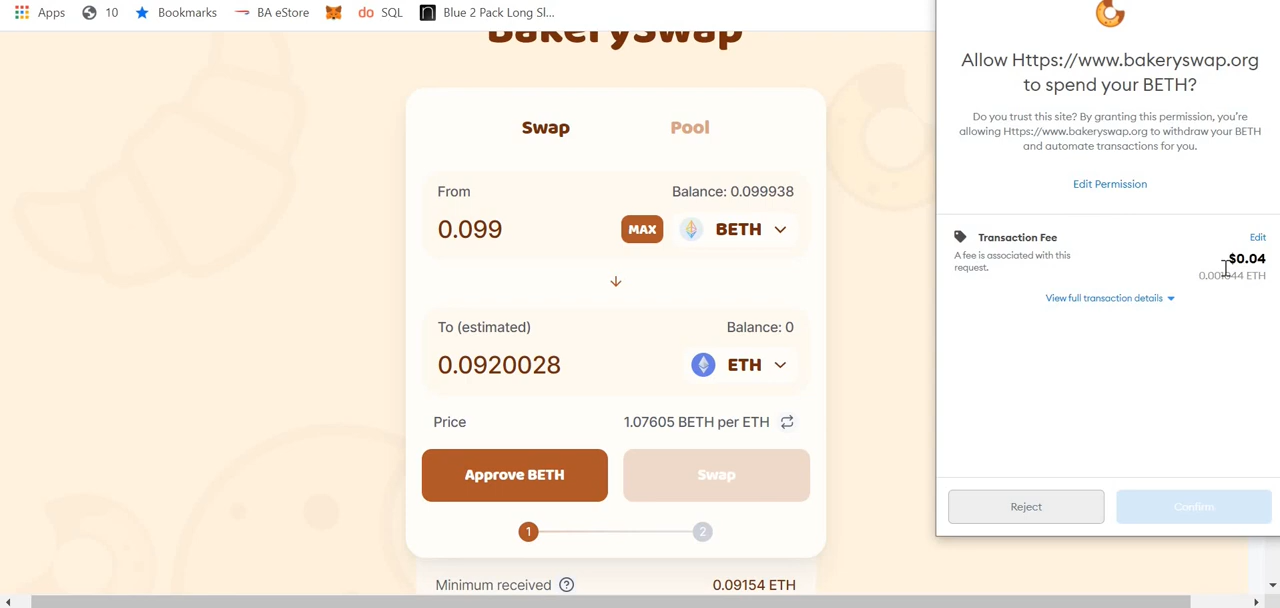 Apps
10
Bookmarks
BA eStore
do SQL
Blue 2 Pack Long Sl...
BakerySwap
Swap
Pool
From
Balance: 0.099938
0.099
MAX
BETH
To (estimated)
Balance: 0
0.0920028
ETH
Price
1.07605 BETH per ETH
Approve BETH
Swap
1
2
Minimum received ?
0.09154 ETH
Allow Https://www.bakeryswap.org
to spend your BETH?
Do you trust this site? By granting this permission, you're
allowing Https://www.bakeryswap.org to withdraw your BETH
and automate transactions for you.
Edit Permission
Transaction Fee
Edit
A fee is associated with this
request.
$0.04
ETH
View full transaction details
Reject
Confirm